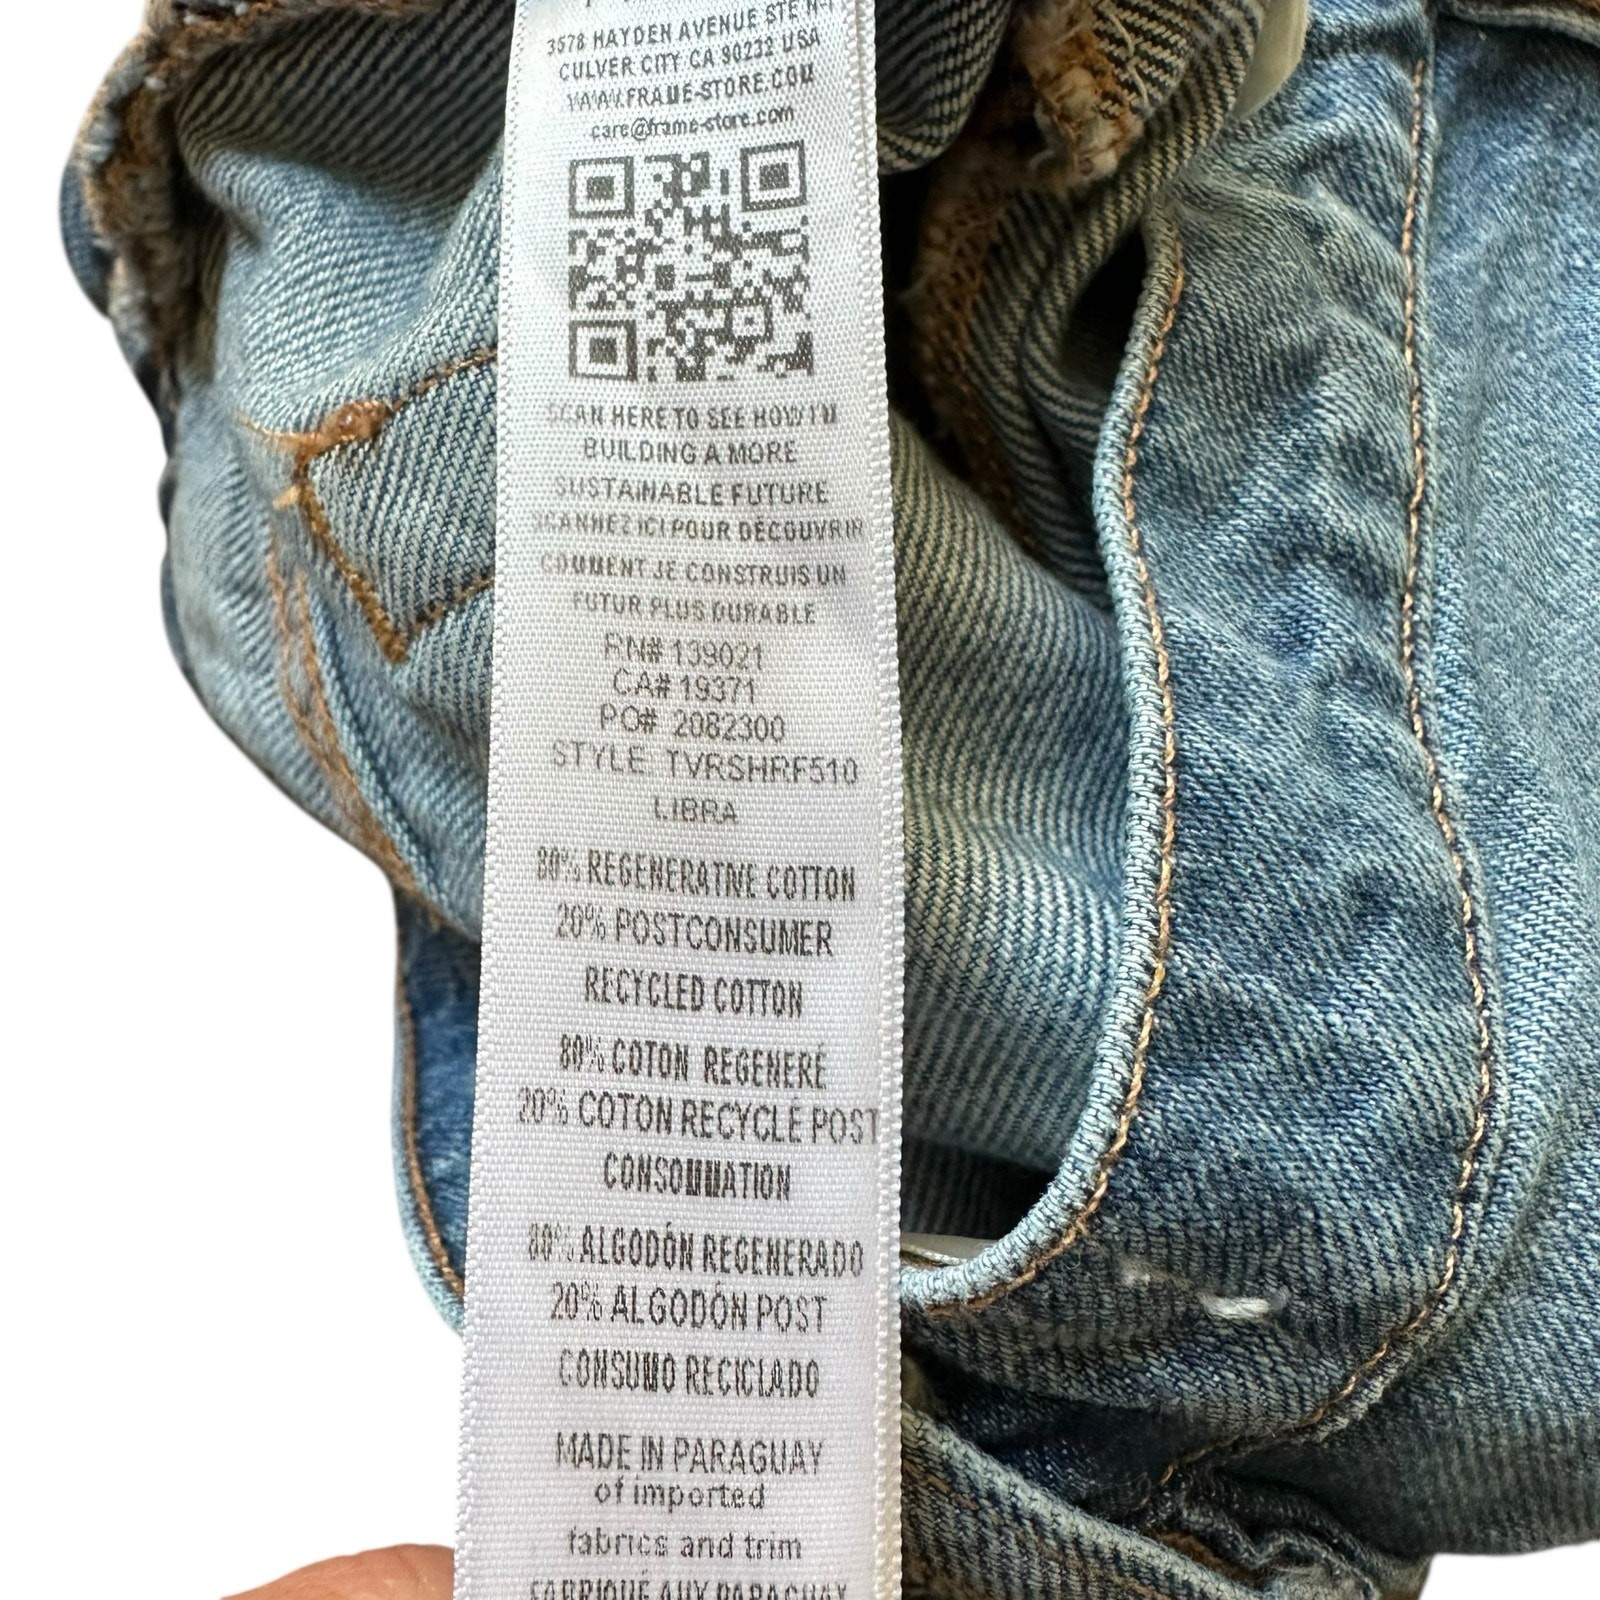 3578 HAYDEN AVENUE STE N-1
CULVER CITY CA 90232 USA
WWW.FRAME-STORE.COM
care@frame-store.com
SCAN HERE TO SEE HOW I'M
BUILDING A MORE
SUSTAINABLE FUTURE
SCANNEZ ICI POUR DÉCOUVRIR
COMMENT JE CONSTRUIS UN
FUTUR PLUS DURABLE
RN# 139021
CA# 19371
PO# 2082300
STYLE TVRSHRF510
LIBRA
80% REGENERATIVE COTTON
20% POSTCONSUMER
RECYCLED COTTON
80% COTON REGENERÉ
20% COTON RECYCLÉ POST
CONSOMMATION
80% ALGODÓN REGENERADO
20% ALGODÓN POST
CONSUMO RECICLADO
MADE IN PARAGUAY
of imported
fabrics and trim
FABRIQUÉ AUX PARAGUAY